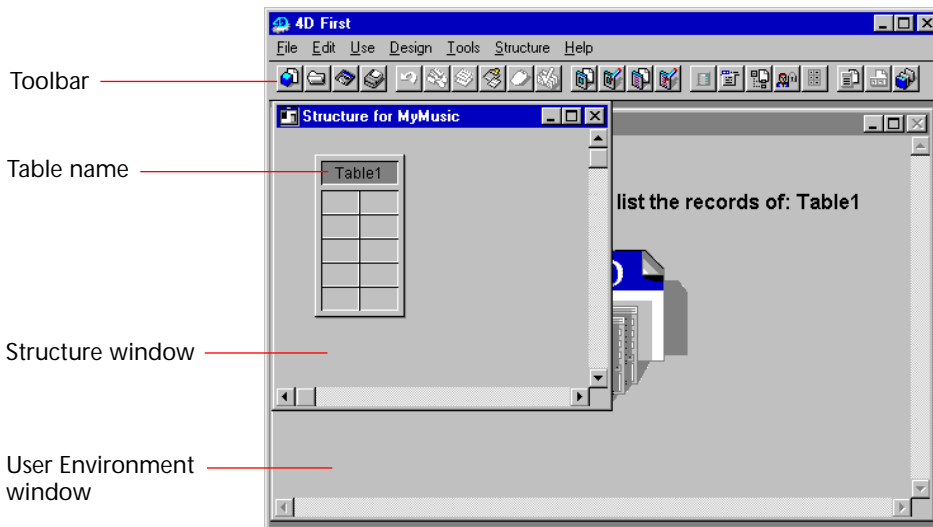 4D First
File Edit Use Design Tools Structure Help
Toolbar
Structure for MyMusic
Table name
Table1
list the records of: Table1
Structure window
User Environment
window